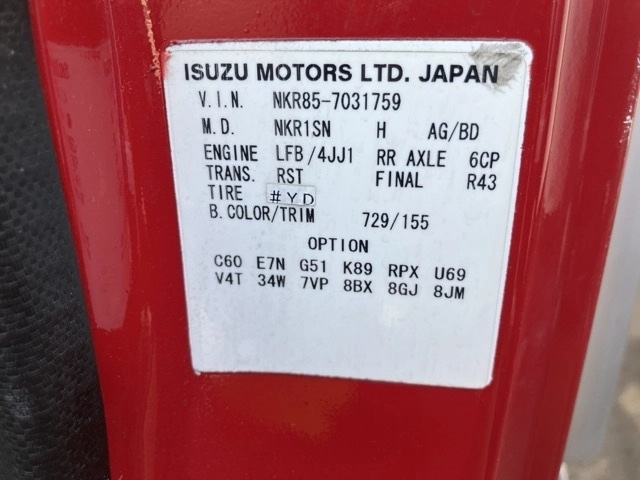 ISUZU MOTORS LTD. JAPAN
V.I.N. NKR85-7031759
M.D. NKR1SN H AG/BD
ENGINE LFB/4JJ1 RR AXLE 6CP
TRANS. RST FINAL R43
TIRE #YD
B.COLOR/TRIM 729/155
OPTION
C60 E7N G51 K89 RPX U69
V4T 34W 7VP 8BX 8GJ 8JM